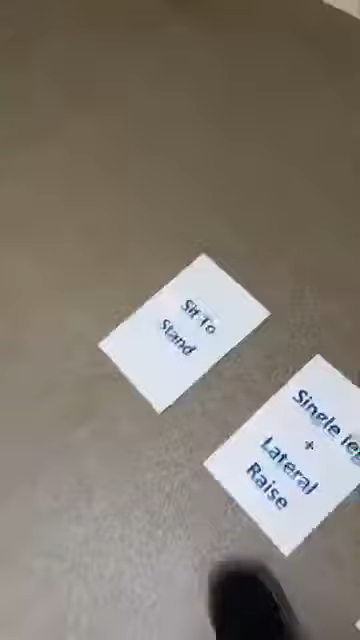 Sit To
Stand
Single leg
+
Lateral
Raise